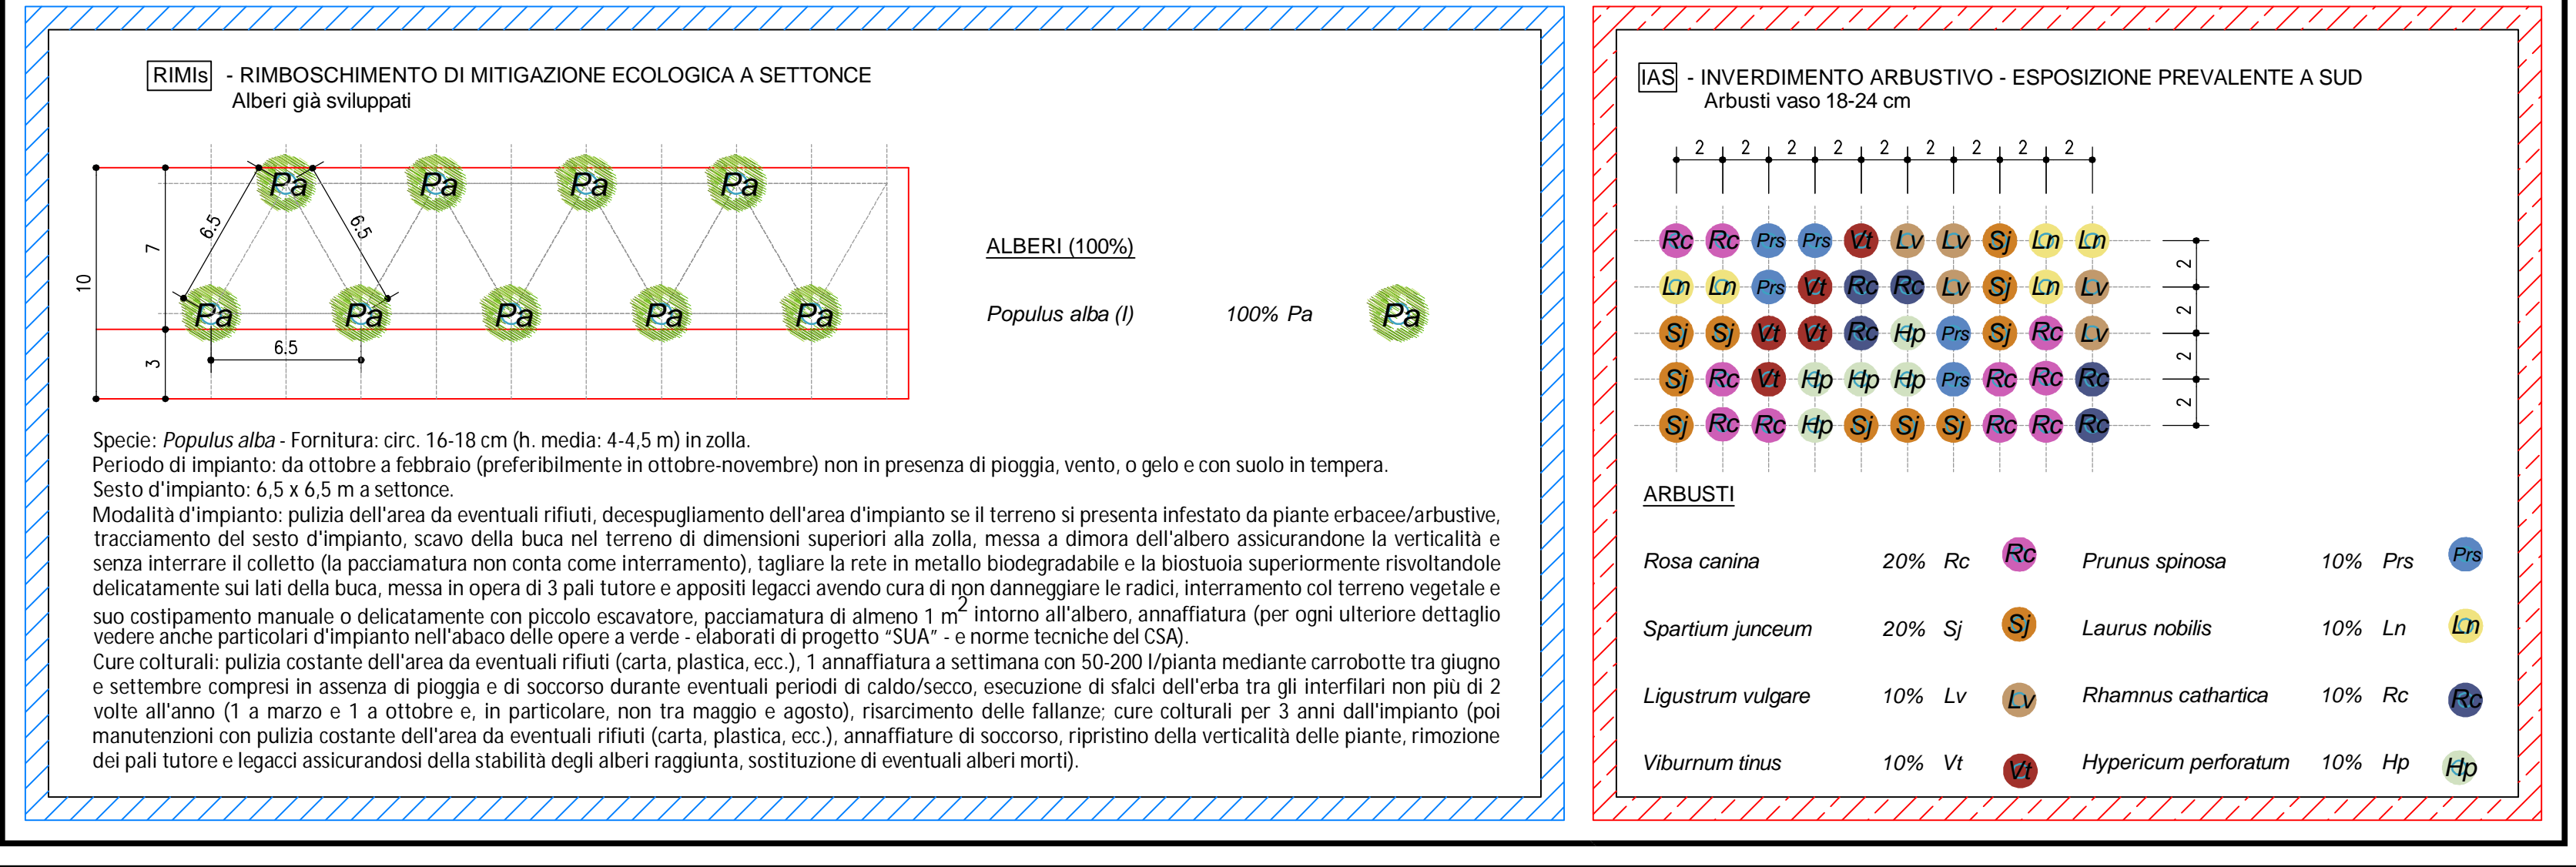 RIMIs - RIMBOSCHIMENTO DI MITIGAZIONE ECOLOGICA A SETTONCE
Alberi già sviluppati
Pa Pa Pa Pa
6.5 6.5
7
10
Pa Pa Pa Pa Pa
6.5
3
ALBERI (100%)
Populus alba (I) 100% Pa Pa
Specie: Populus alba - Fornitura: circ. 16-18 cm (h. media: 4-4,5 m) in zolla.
Periodo di impianto: da ottobre a febbraio (preferibilmente in ottobre-novembre) non in presenza di pioggia, vento, o gelo e con suolo in tempera.
Sesto d'impianto: 6,5 x 6,5 m a settonce.
Modalità d'impianto: pulizia dell'area da eventuali rifiuti, decespugliamento dell'area d'impianto se il terreno si presenta infestato da piante erbacee/arbustive,
tracciamento del sesto d'impianto, scavo della buca nel terreno di dimensioni superiori alla zolla, messa a dimora dell'albero assicurandone la verticalità e
senza interrare il colletto (la pacciamatura non conta come interramento), tagliare la rete in metallo biodegradabile e la biostuoia superiormente risvoltandole
delicatamente sui lati della buca, messa in opera di 3 pali tutore e appositi legacci avendo cura di non danneggiare le radici, interramento col terreno vegetale e
suo costipamento manuale o delicatamente con piccolo escavatore, pacciamatura di almeno 1 m² intorno all'albero, annaffiatura (per ogni ulteriore dettaglio
vedere anche particolari d'impianto nell'abaco delle opere a verde - elaborati di progetto “SUA” - e norme tecniche del CSA).
Cure colturali: pulizia costante dell'area da eventuali rifiuti (carta, plastica, ecc.), 1 annaffiatura a settimana con 50-200 l/pianta mediante carrobotte tra giugno
e settembre compresi in assenza di pioggia e di soccorso durante eventuali periodi di caldo/secco, esecuzione di sfalci dell'erba tra gli interfilari non più di 2
volte all'anno (1 a marzo e 1 a ottobre e, in particolare, non tra maggio e agosto), risarcimento delle fallanze; cure colturali per 3 anni dall'impianto (poi
manutenzioni con pulizia costante dell'area da eventuali rifiuti (carta, plastica, ecc.), annaffiature di soccorso, ripristino della verticalità delle piante, rimozione
dei pali tutore e legacci assicurandosi della stabilità degli alberi raggiunta, sostituzione di eventuali alberi morti).
IAS - INVERDIMENTO ARBUSTIVO - ESPOSIZIONE PREVALENTE A SUD
Arbusti vaso 18-24 cm
2 2 2 2 2 2 2 2 2
Rc Rc Prs Prs Vt Lv Lv Sj Ln Ln
2
Ln Ln Prs Vt Rc Rc Lv Sj Ln Lv
2
Sj Sj Vt Vt Rc Hp Prs Sj Rc Lv
2
Sj Rc Vt Hp Hp Hp Prs Rc Rc Rc
2
Sj Rc Rc Hp Sj Sj Sj Rc Rc Rc
ARBUSTI
Rosa canina 20% Rc Rc Prunus spinosa 10% Prs Prs
Spartium junceum 20% Sj Sj Laurus nobilis 10% Ln Ln
Ligustrum vulgare 10% Lv Lv Rhamnus cathartica 10% Rc Rc
Viburnum tinus 10% Vt Vt Hypericum perforatum 10% Hp Hp